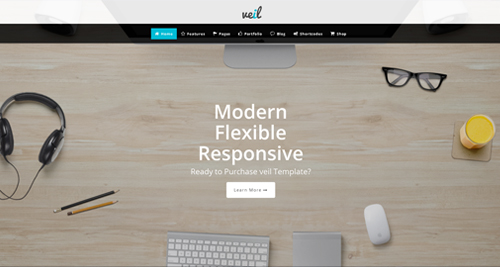 veil
Home Features Pages Portfolio Blog Shortcodes Shop
Modern
Flexible
Responsive
Ready to Purchase veil Template?
Learn More